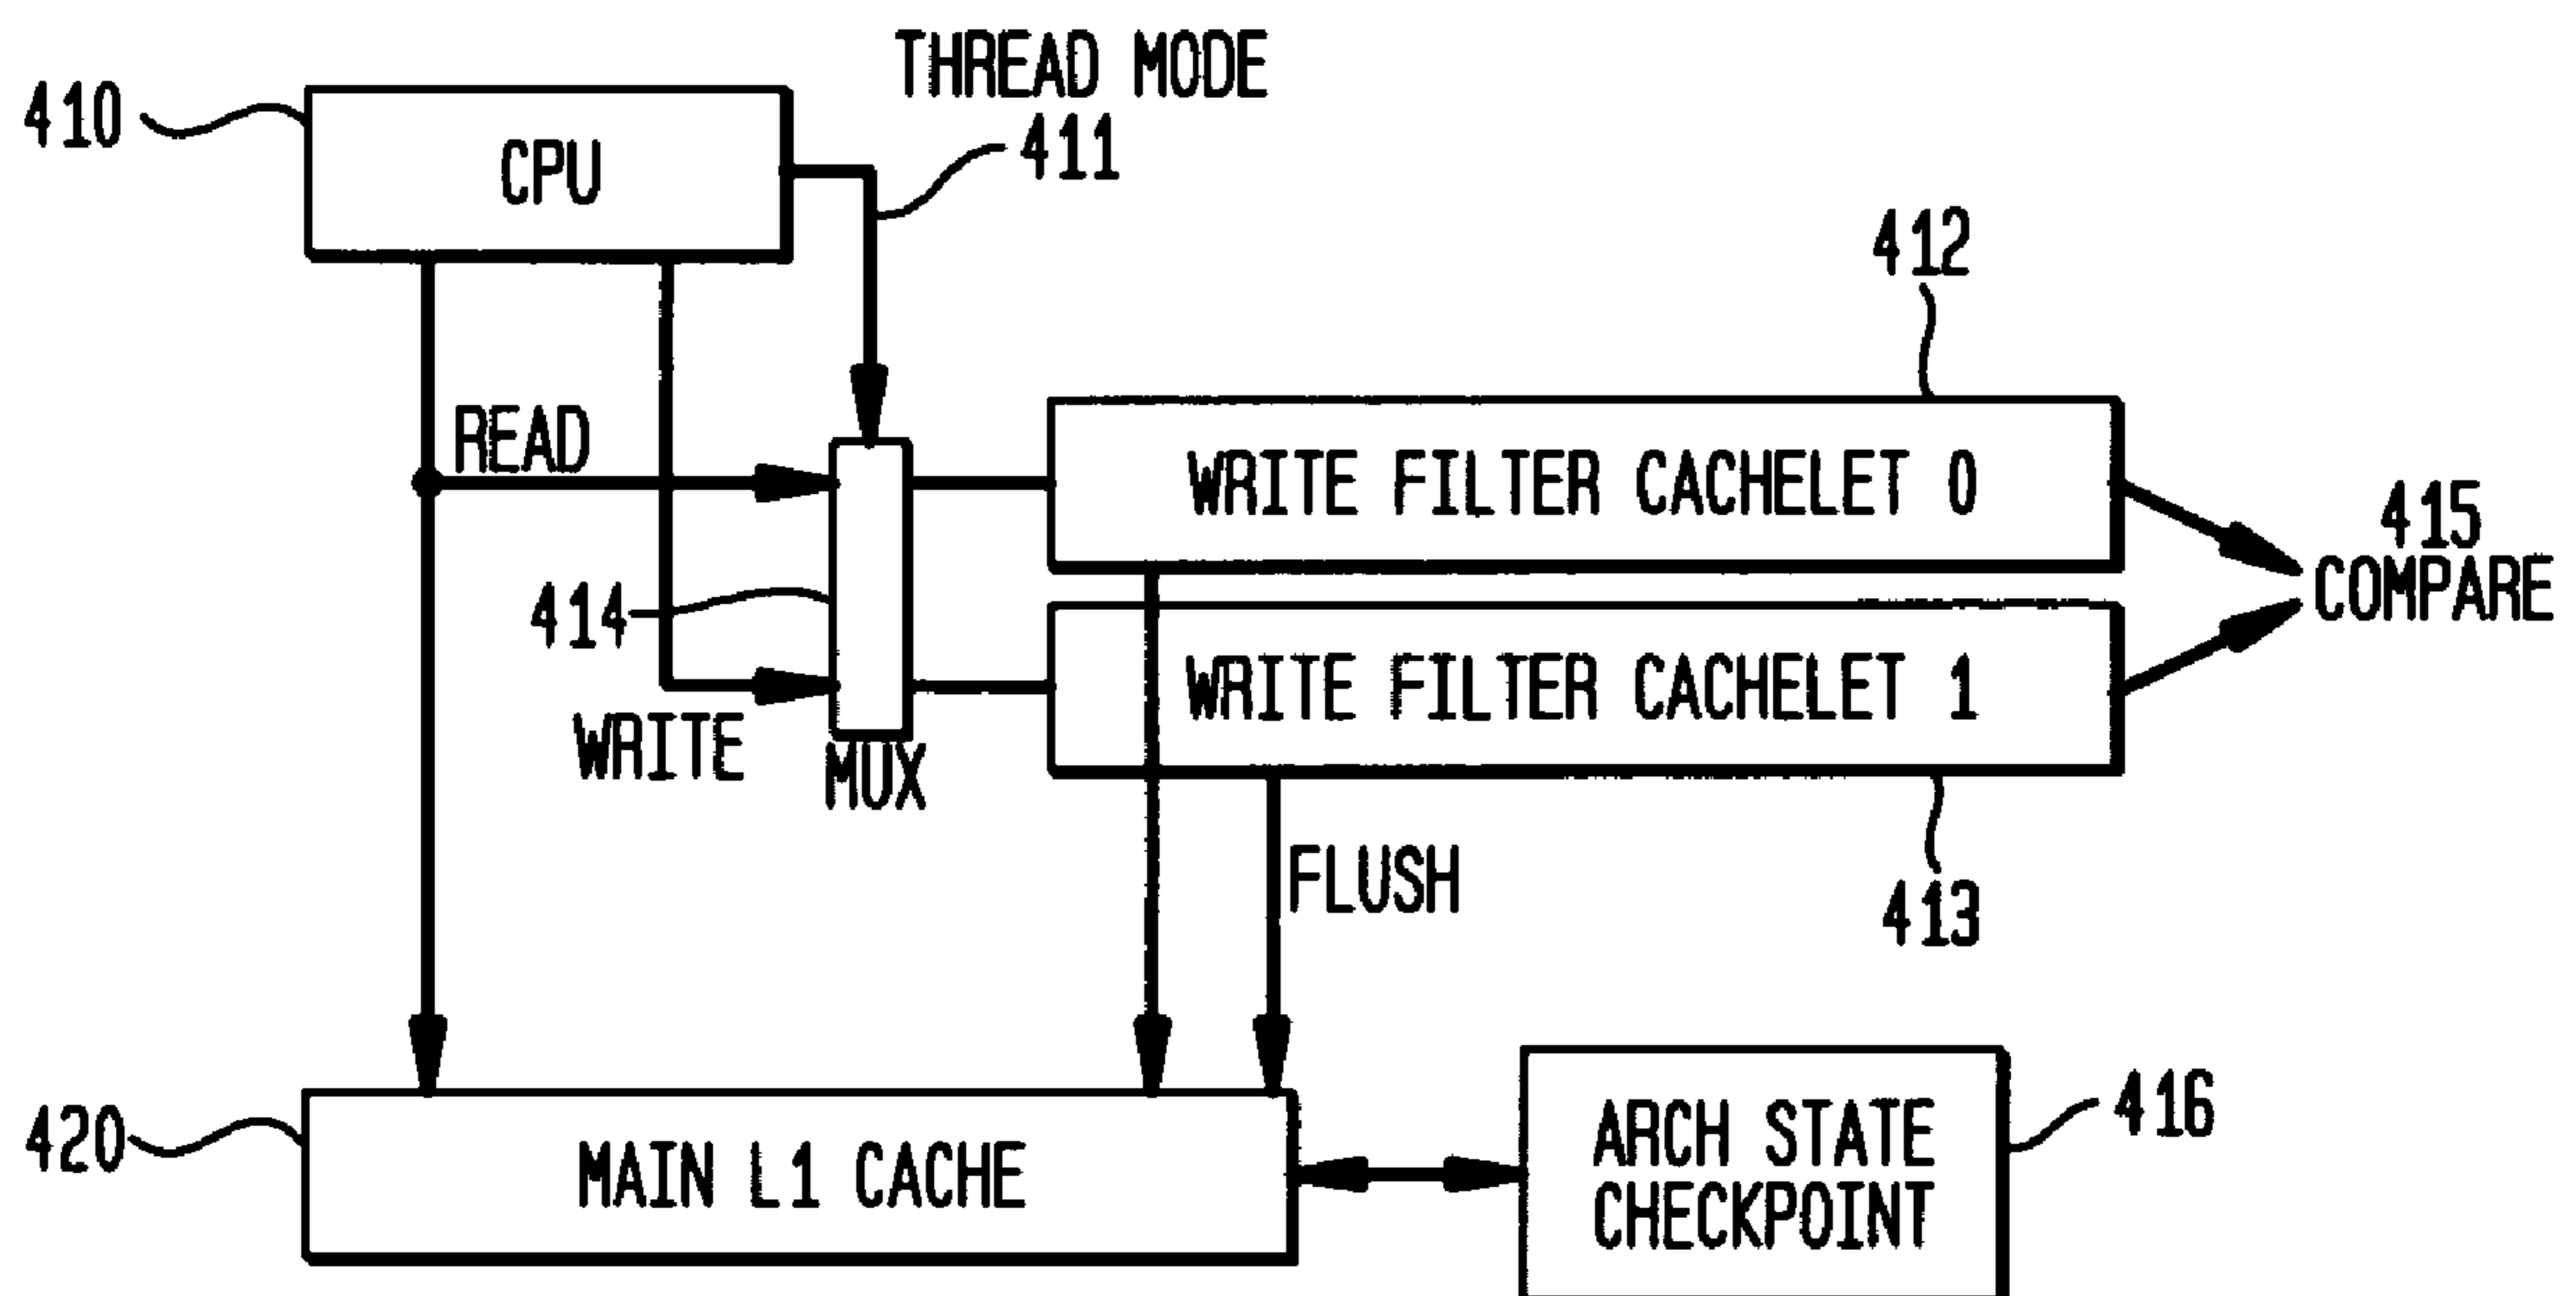 THREAD MODE
411
410
CPU
412
READ
WRITE FILTER CACHELET 0
415
COMPARE
414
WRITE FILTER CACHELET 1
WRITE
MUX
FLUSH
413
420
MAIN L1 CACHE
ARCH STATE
CHECKPOINT
416